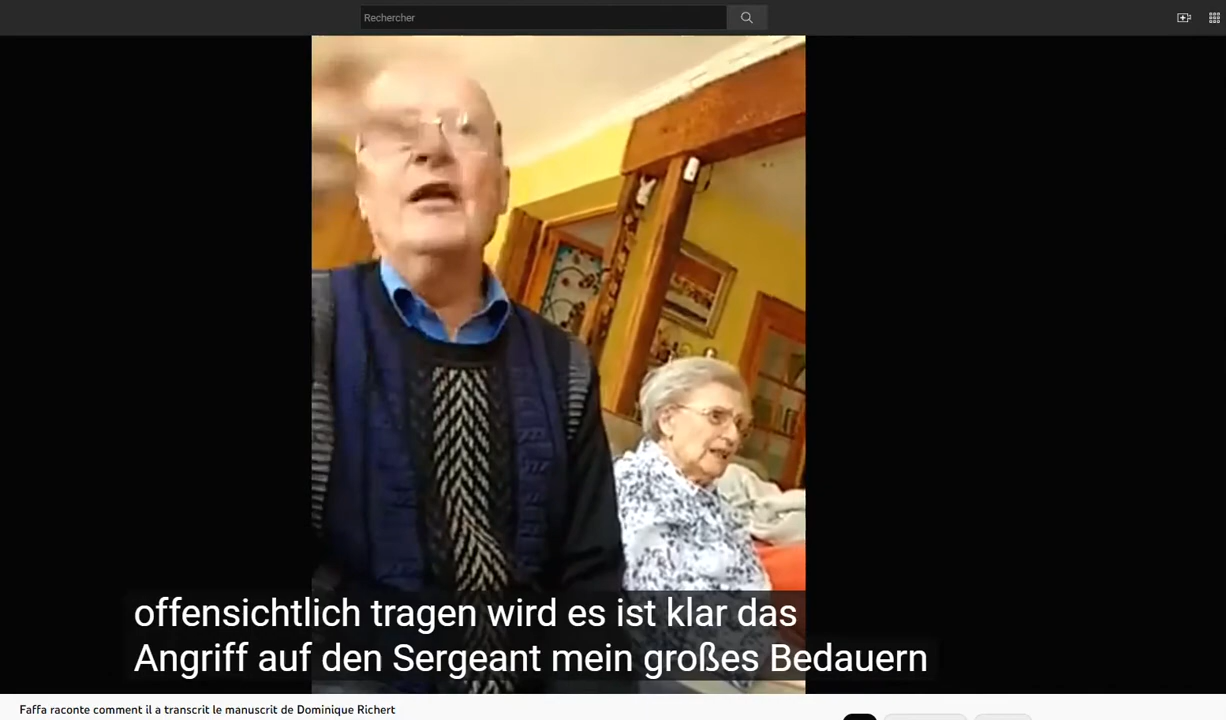 Rechercher
offensichtlich tragen wird es ist klar das
Angriff auf den Sergeant mein großes Bedauern
Faffa raconte comment il a transcrit le manuscrit de Dominique Richert